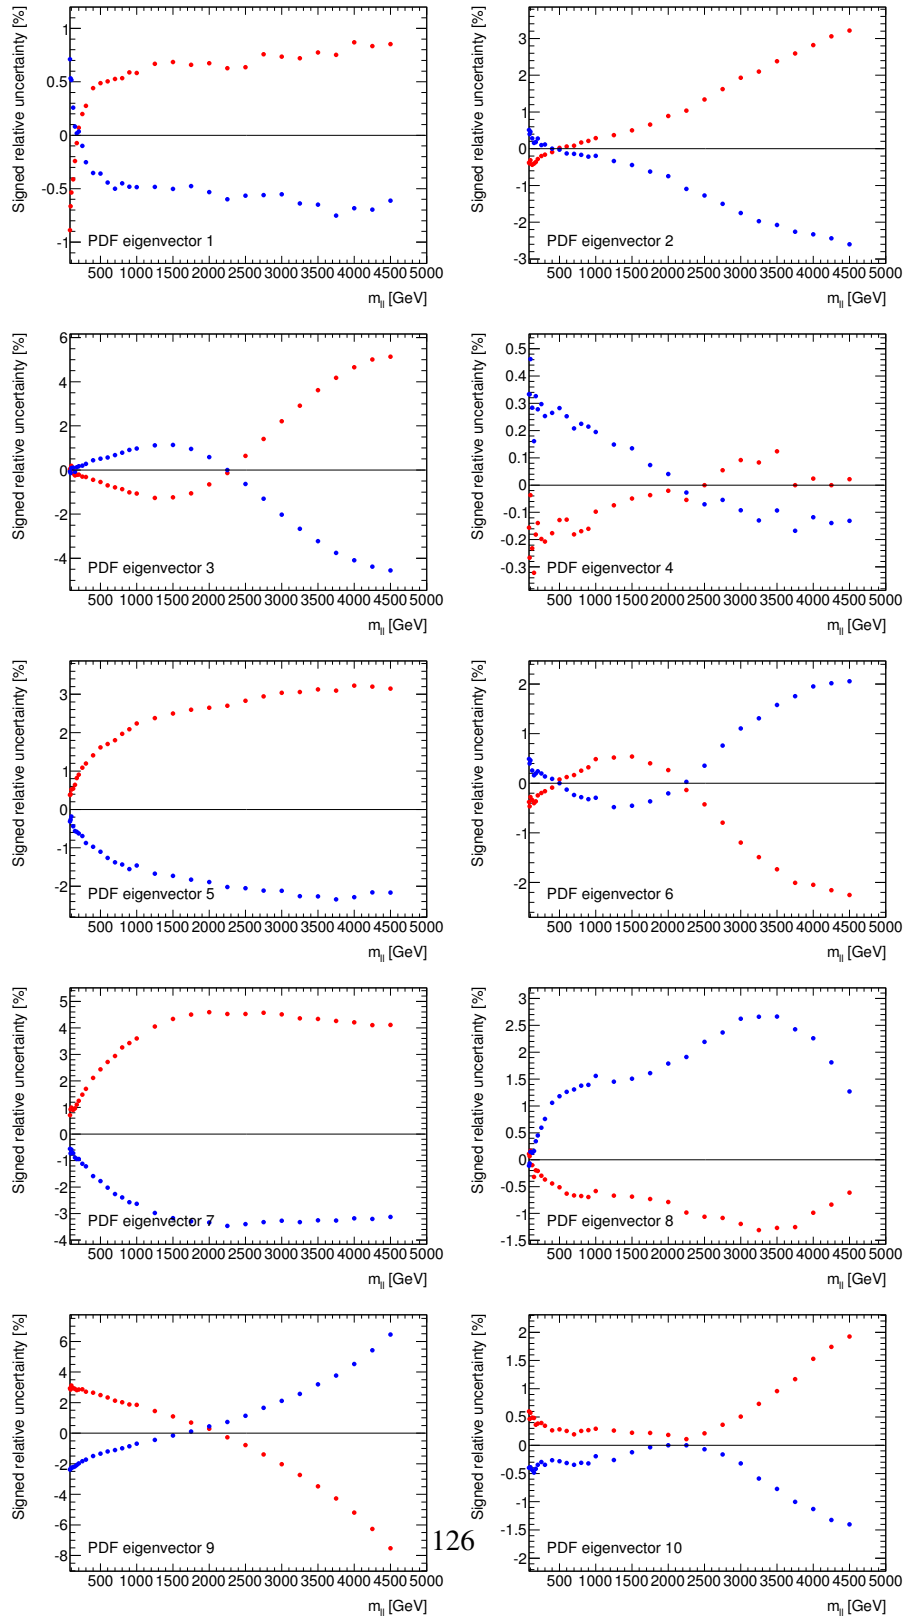 Signed relative uncertainty [%]
1
0.5
0
-0.5
-1
PDF eigenvector 1
500 1000 1500 2000 2500 3000 3500 4000 4500 5000
m_ll [GeV]
Signed relative uncertainty [%]
3
2
1
0
-1
-2
-3
PDF eigenvector 2
500 1000 1500 2000 2500 3000 3500 4000 4500 5000
m_ll [GeV]
Signed relative uncertainty [%]
6
4
2
0
-2
-4
PDF eigenvector 3
500 1000 1500 2000 2500 3000 3500 4000 4500 5000
m_ll [GeV]
Signed relative uncertainty [%]
0.5
0.4
0.3
0.2
0.1
0
-0.1
-0.2
-0.3
PDF eigenvector 4
500 1000 1500 2000 2500 3000 3500 4000 4500 5000
m_ll [GeV]
Signed relative uncertainty [%]
3
2
1
0
-1
-2
PDF eigenvector 5
500 1000 1500 2000 2500 3000 3500 4000 4500 5000
m_ll [GeV]
Signed relative uncertainty [%]
2
1
0
-1
-2
PDF eigenvector 6
500 1000 1500 2000 2500 3000 3500 4000 4500 5000
m_ll [GeV]
Signed relative uncertainty [%]
5
4
3
2
1
0
-1
-2
-3
-4
PDF eigenvector 7
500 1000 1500 2000 2500 3000 3500 4000 4500 5000
m_ll [GeV]
Signed relative uncertainty [%]
3
2.5
2
1.5
1
0.5
0
-0.5
-1
-1.5
PDF eigenvector 8
500 1000 1500 2000 2500 3000 3500 4000 4500 5000
m_ll [GeV]
Signed relative uncertainty [%]
6
4
2
0
-2
-4
-6
-8
PDF eigenvector 9
500 1000 1500 2000 2500 3000 3500 4000 4500 5000
m_ll [GeV]
Signed relative uncertainty [%]
2
1.5
1
0.5
0
-0.5
-1
-1.5
-2
PDF eigenvector 10
500 1000 1500 2000 2500 3000 3500 4000 4500 5000
m_ll [GeV]
126